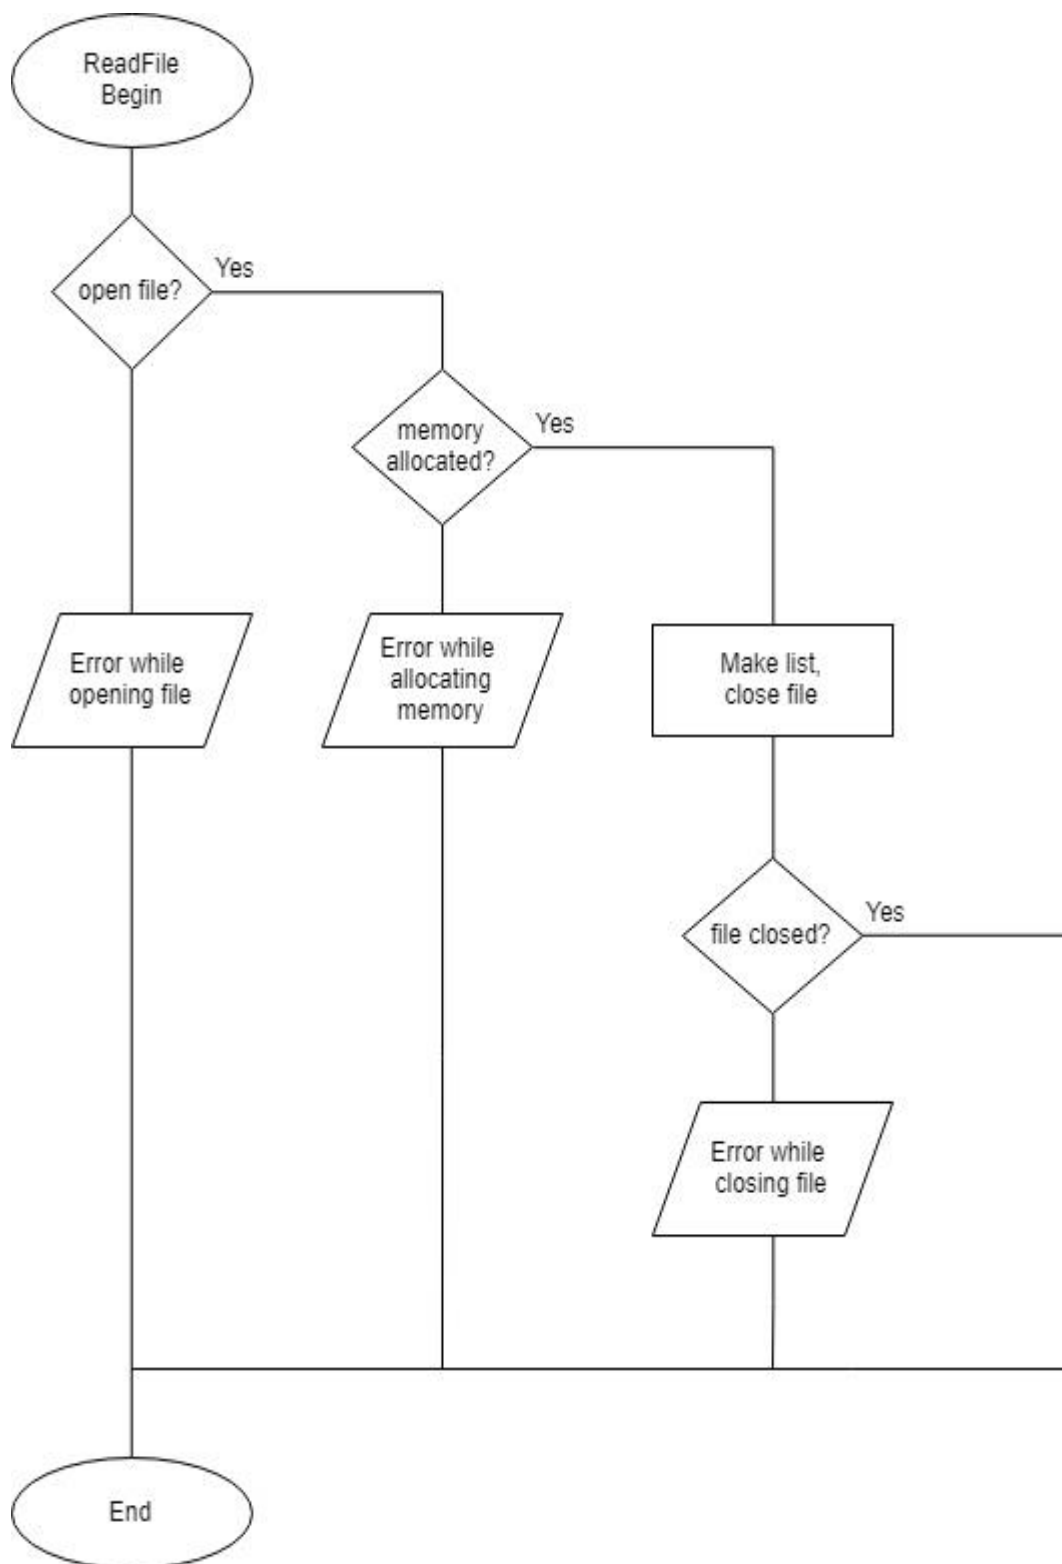 ReadFile
Begin
Yes
open file?
Yes
memory
allocated?
Error while
opening file
Error while
allocating
memory
Make list,
close file
Yes
file closed?
Error while
closing file
End